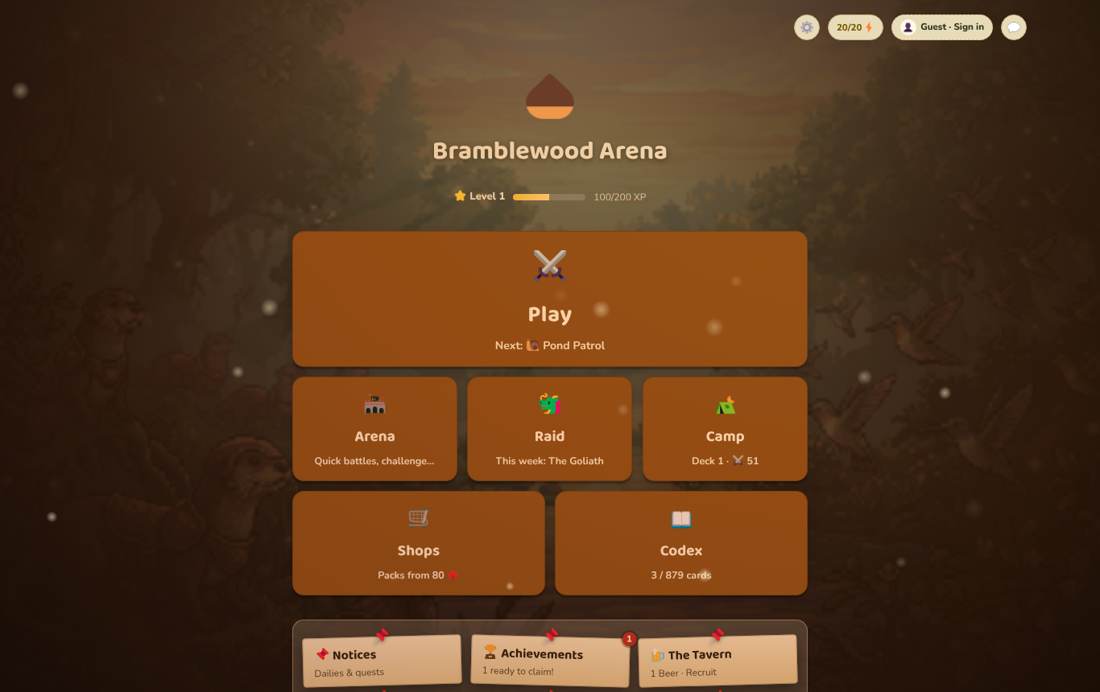 20/20
Guest · Sign in
Bramblewood Arena
Level 1
100/200 XP
Play
Next: Pond Patrol
Arena
Quick battles, challenge...
Raid
This week: The Goliath
Camp
Deck 1 · 51
Shops
Packs from 80
Codex
3 / 879 cards
Notices
Dailies & quests
Achievements
1 ready to claim!
1
The Tavern
1 Beer · Recruit